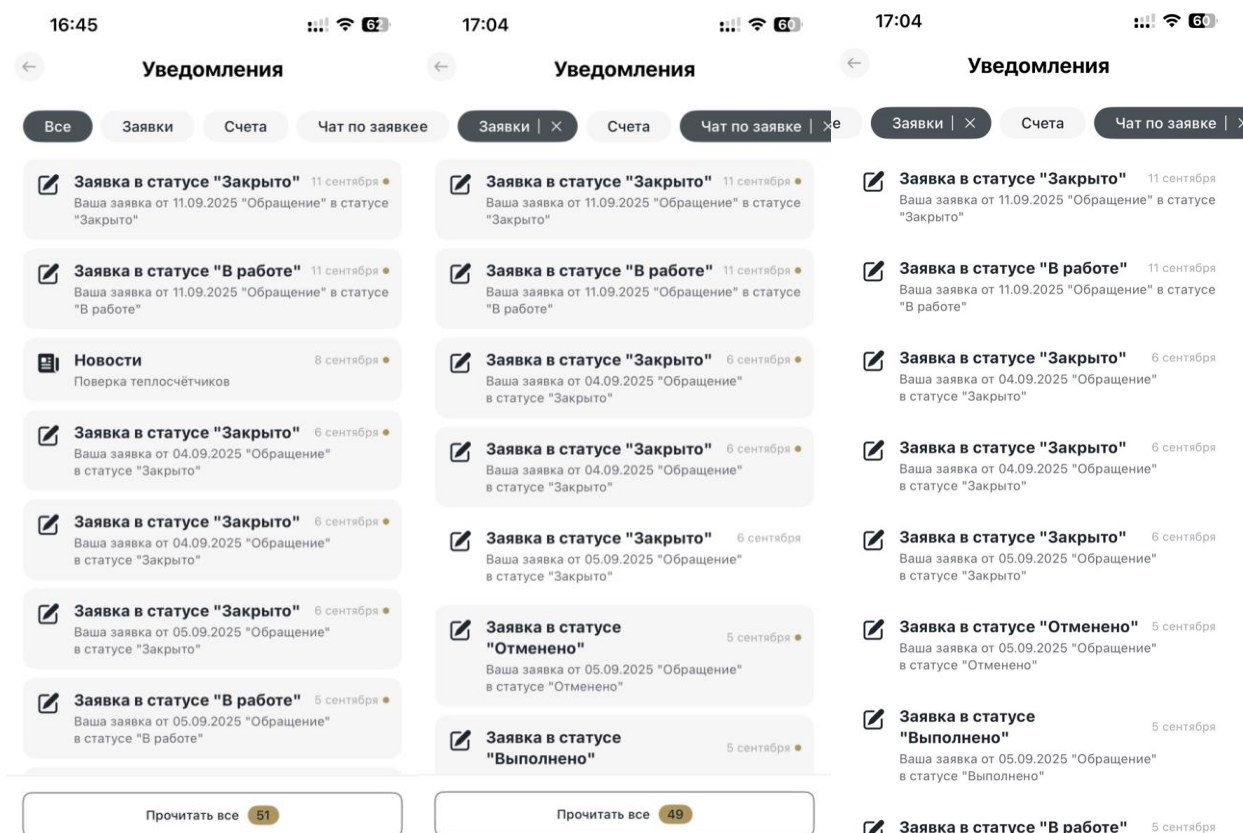 16:45
62
Уведомления
Все
Заявки
Счета
Чат по заявке
Заявка в статусе "Закрыто" 11 сентября
Ваша заявка от 11.09.2025 "Обращение" в статусе
"Закрыто"
Заявка в статусе "В работе" 11 сентября
Ваша заявка от 11.09.2025 "Обращение" в статусе
"В работе"
Новости 8 сентября
Поверка теплосчётчиков
Заявка в статусе "Закрыто" 6 сентября
Ваша заявка от 04.09.2025 "Обращение"
в статусе "Закрыто"
Заявка в статусе "Закрыто" 6 сентября
Ваша заявка от 04.09.2025 "Обращение"
в статусе "Закрыто"
Заявка в статусе "Закрыто" 6 сентября
Ваша заявка от 05.09.2025 "Обращение"
в статусе "Закрыто"
Заявка в статусе "В работе" 5 сентября
Ваша заявка от 05.09.2025 "Обращение"
в статусе "В работе"
Прочитать все 51
17:04
60
Уведомления
е
Заявки | ×
Счета
Чат по заявке | ×
Заявка в статусе "Закрыто" 11 сентября
Ваша заявка от 11.09.2025 "Обращение" в статусе
"Закрыто"
Заявка в статусе "В работе" 11 сентября
Ваша заявка от 11.09.2025 "Обращение" в статусе
"В работе"
Заявка в статусе "Закрыто" 6 сентября
Ваша заявка от 04.09.2025 "Обращение"
в статусе "Закрыто"
Заявка в статусе "Закрыто" 6 сентября
Ваша заявка от 04.09.2025 "Обращение"
в статусе "Закрыто"
Заявка в статусе "Закрыто" 6 сентября
Ваша заявка от 05.09.2025 "Обращение"
в статусе "Закрыто"
Заявка в статусе
"Отменено"
5 сентября
Ваша заявка от 05.09.2025 "Обращение"
в статусе "Отменено"
Заявка в статусе
"Выполнено"
5 сентября
Прочитать все 49
17:04
60
Уведомления
е
Заявки | ×
Счета
Чат по заявке | ×
Заявка в статусе "Закрыто" 11 сентября
Ваша заявка от 11.09.2025 "Обращение" в статусе
"Закрыто"
Заявка в статусе "В работе" 11 сентября
Ваша заявка от 11.09.2025 "Обращение" в статусе
"В работе"
Заявка в статусе "Закрыто" 6 сентября
Ваша заявка от 04.09.2025 "Обращение"
в статусе "Закрыто"
Заявка в статусе "Закрыто" 6 сентября
Ваша заявка от 04.09.2025 "Обращение"
в статусе "Закрыто"
Заявка в статусе "Закрыто" 6 сентября
Ваша заявка от 05.09.2025 "Обращение"
в статусе "Закрыто"
Заявка в статусе "Отменено" 5 сентября
Ваша заявка от 05.09.2025 "Обращение"
в статусе "Отменено"
Заявка в статусе
"Выполнено"
5 сентября
Ваша заявка от 05.09.2025 "Обращение"
в статусе "Выполнено"
Заявка в статусе "В работе" 5 сентября